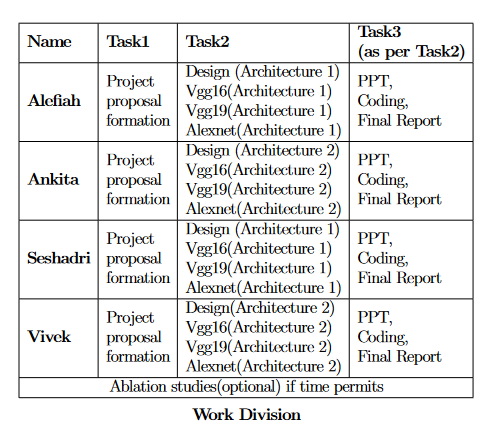 Name Task1 Task2 Task3
(as per Task2)
Alefiah Project proposal formation Design (Architecture 1)
Vgg16(Architecture 1)
Vgg19(Architecture 1)
Alexnet(Architecture 1) PPT,
Coding,
Final Report
Ankita Project proposal formation Design (Architecture 2)
Vgg16(Architecture 2)
Vgg19(Architecture 2)
Alexnet(Architecture 2) PPT,
Coding,
Final Report
Seshadri Project proposal formation Design (Architecture 1)
Vgg16(Architecture 1)
Vgg19(Architecture 1)
Alexnet(Architecture 1) PPT,
Coding,
Final Report
Vivek Project proposal formation Design(Architecture 2)
Vgg16(Architecture 2)
Vgg19(Architecture 2)
Alexnet(Architecture 2) PPT,
Coding,
Final Report
Ablation studies(optional) if time permits
Work Division